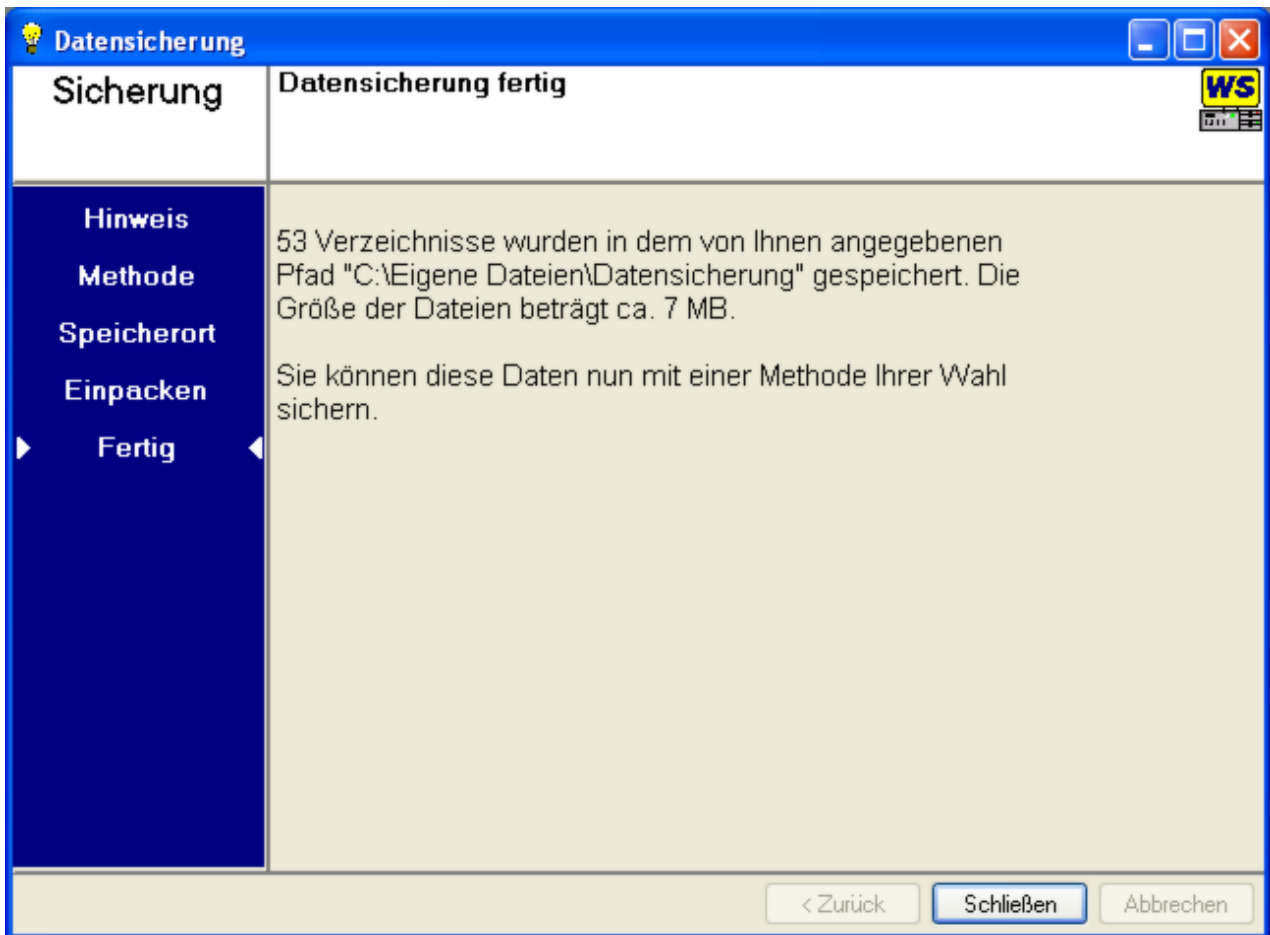 Datensicherung
Sicherung
Datensicherung fertig
WS
Hinweis
Methode
Speicherort
Einpacken
Fertig
53 Verzeichnisse wurden in dem von Ihnen angegebenen
Pfad "C:\Eigene Dateien\Datensicherung" gespeichert. Die
Größe der Dateien beträgt ca. 7 MB.
Sie können diese Daten nun mit einer Methode Ihrer Wahl
sichern.
< Zurück
Schließen
Abbrechen